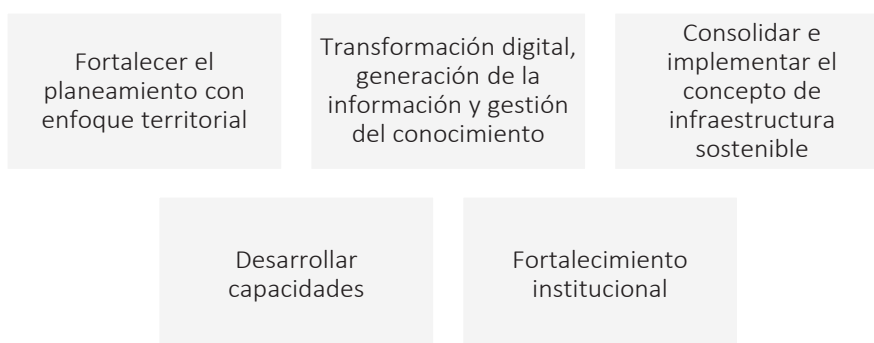 Fortalecer el
planeamiento con
enfoque territorial
Transformación digital,
generación de la
información y gestión
del conocimiento
Consolidar e
implementar el
concepto de
infraestructura
sostenible
Desarrollar
capacidades
Fortalecimiento
institucional